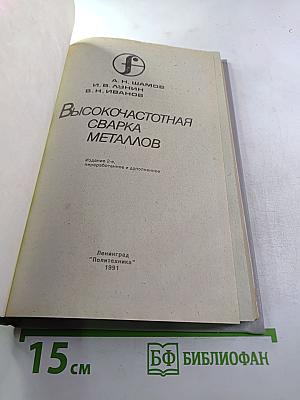 А. Н. ШАМОВ
И. В. ЛУНИН
В. Н. ИВАНОВ
ВЫСОКОЧАСТОТНАЯ
СВАРКА
МЕТАЛЛОВ
Издание 2-е,
переработанное и дополненное
Ленинград
"Политехника"
1991
15 см
БФ БИБЛИОФАН